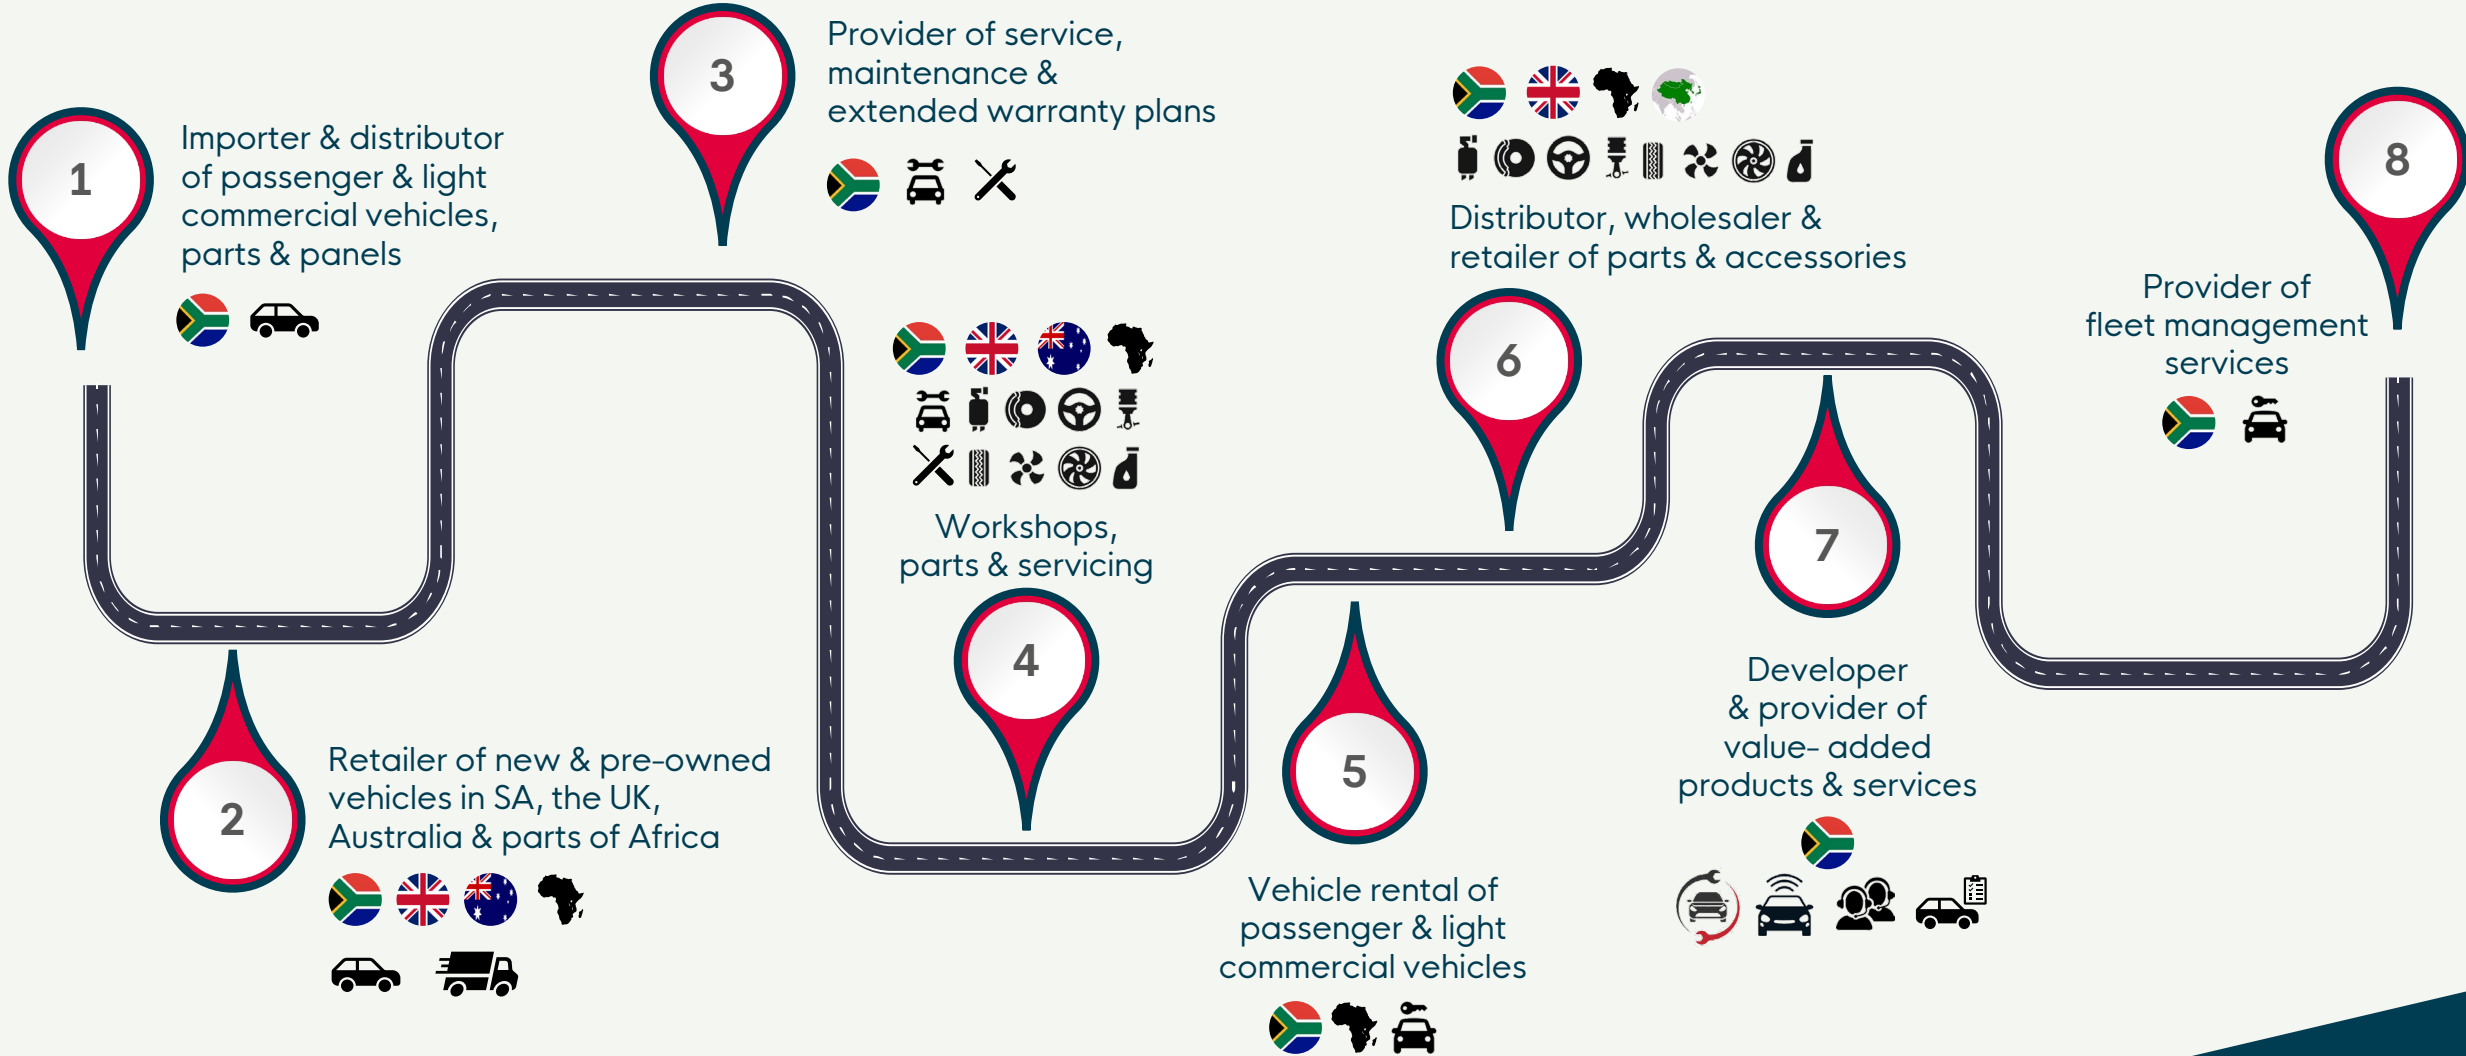 1
Importer & distributor
of passenger & light
commercial vehicles,
parts & panels
2
Retailer of new & pre-owned
vehicles in SA, the UK,
Australia & parts of Africa
3
Provider of service,
maintenance &
extended warranty plans
Workshops,
parts & servicing
4
5
Vehicle rental of
passenger & light
commercial vehicles
Distributor, wholesaler &
retailer of parts & accessories
6
7
Developer
& provider of
value- added
products & services
8
Provider of
fleet management
services